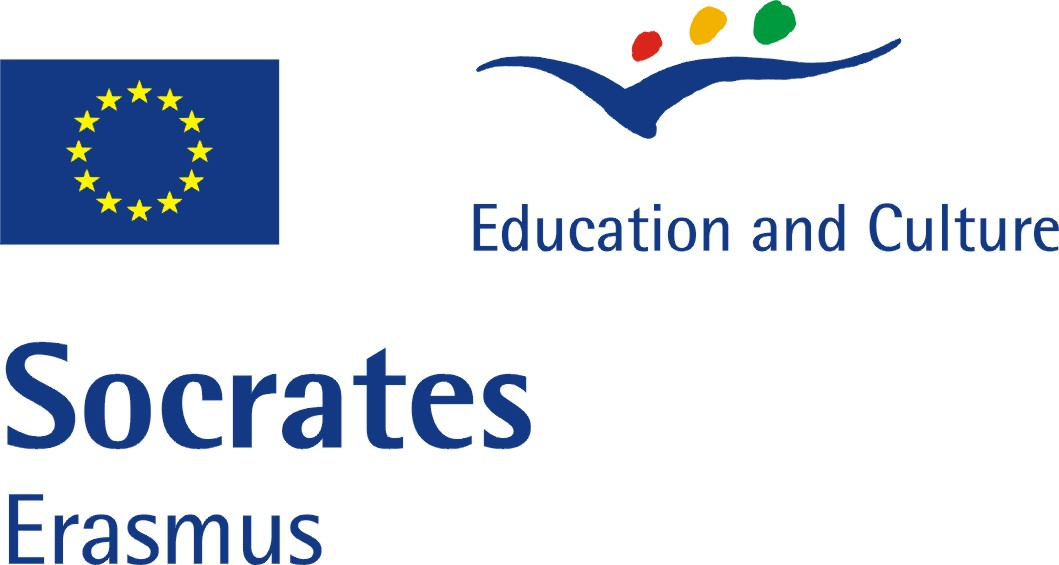 Education and Culture
Socrates
Erasmus